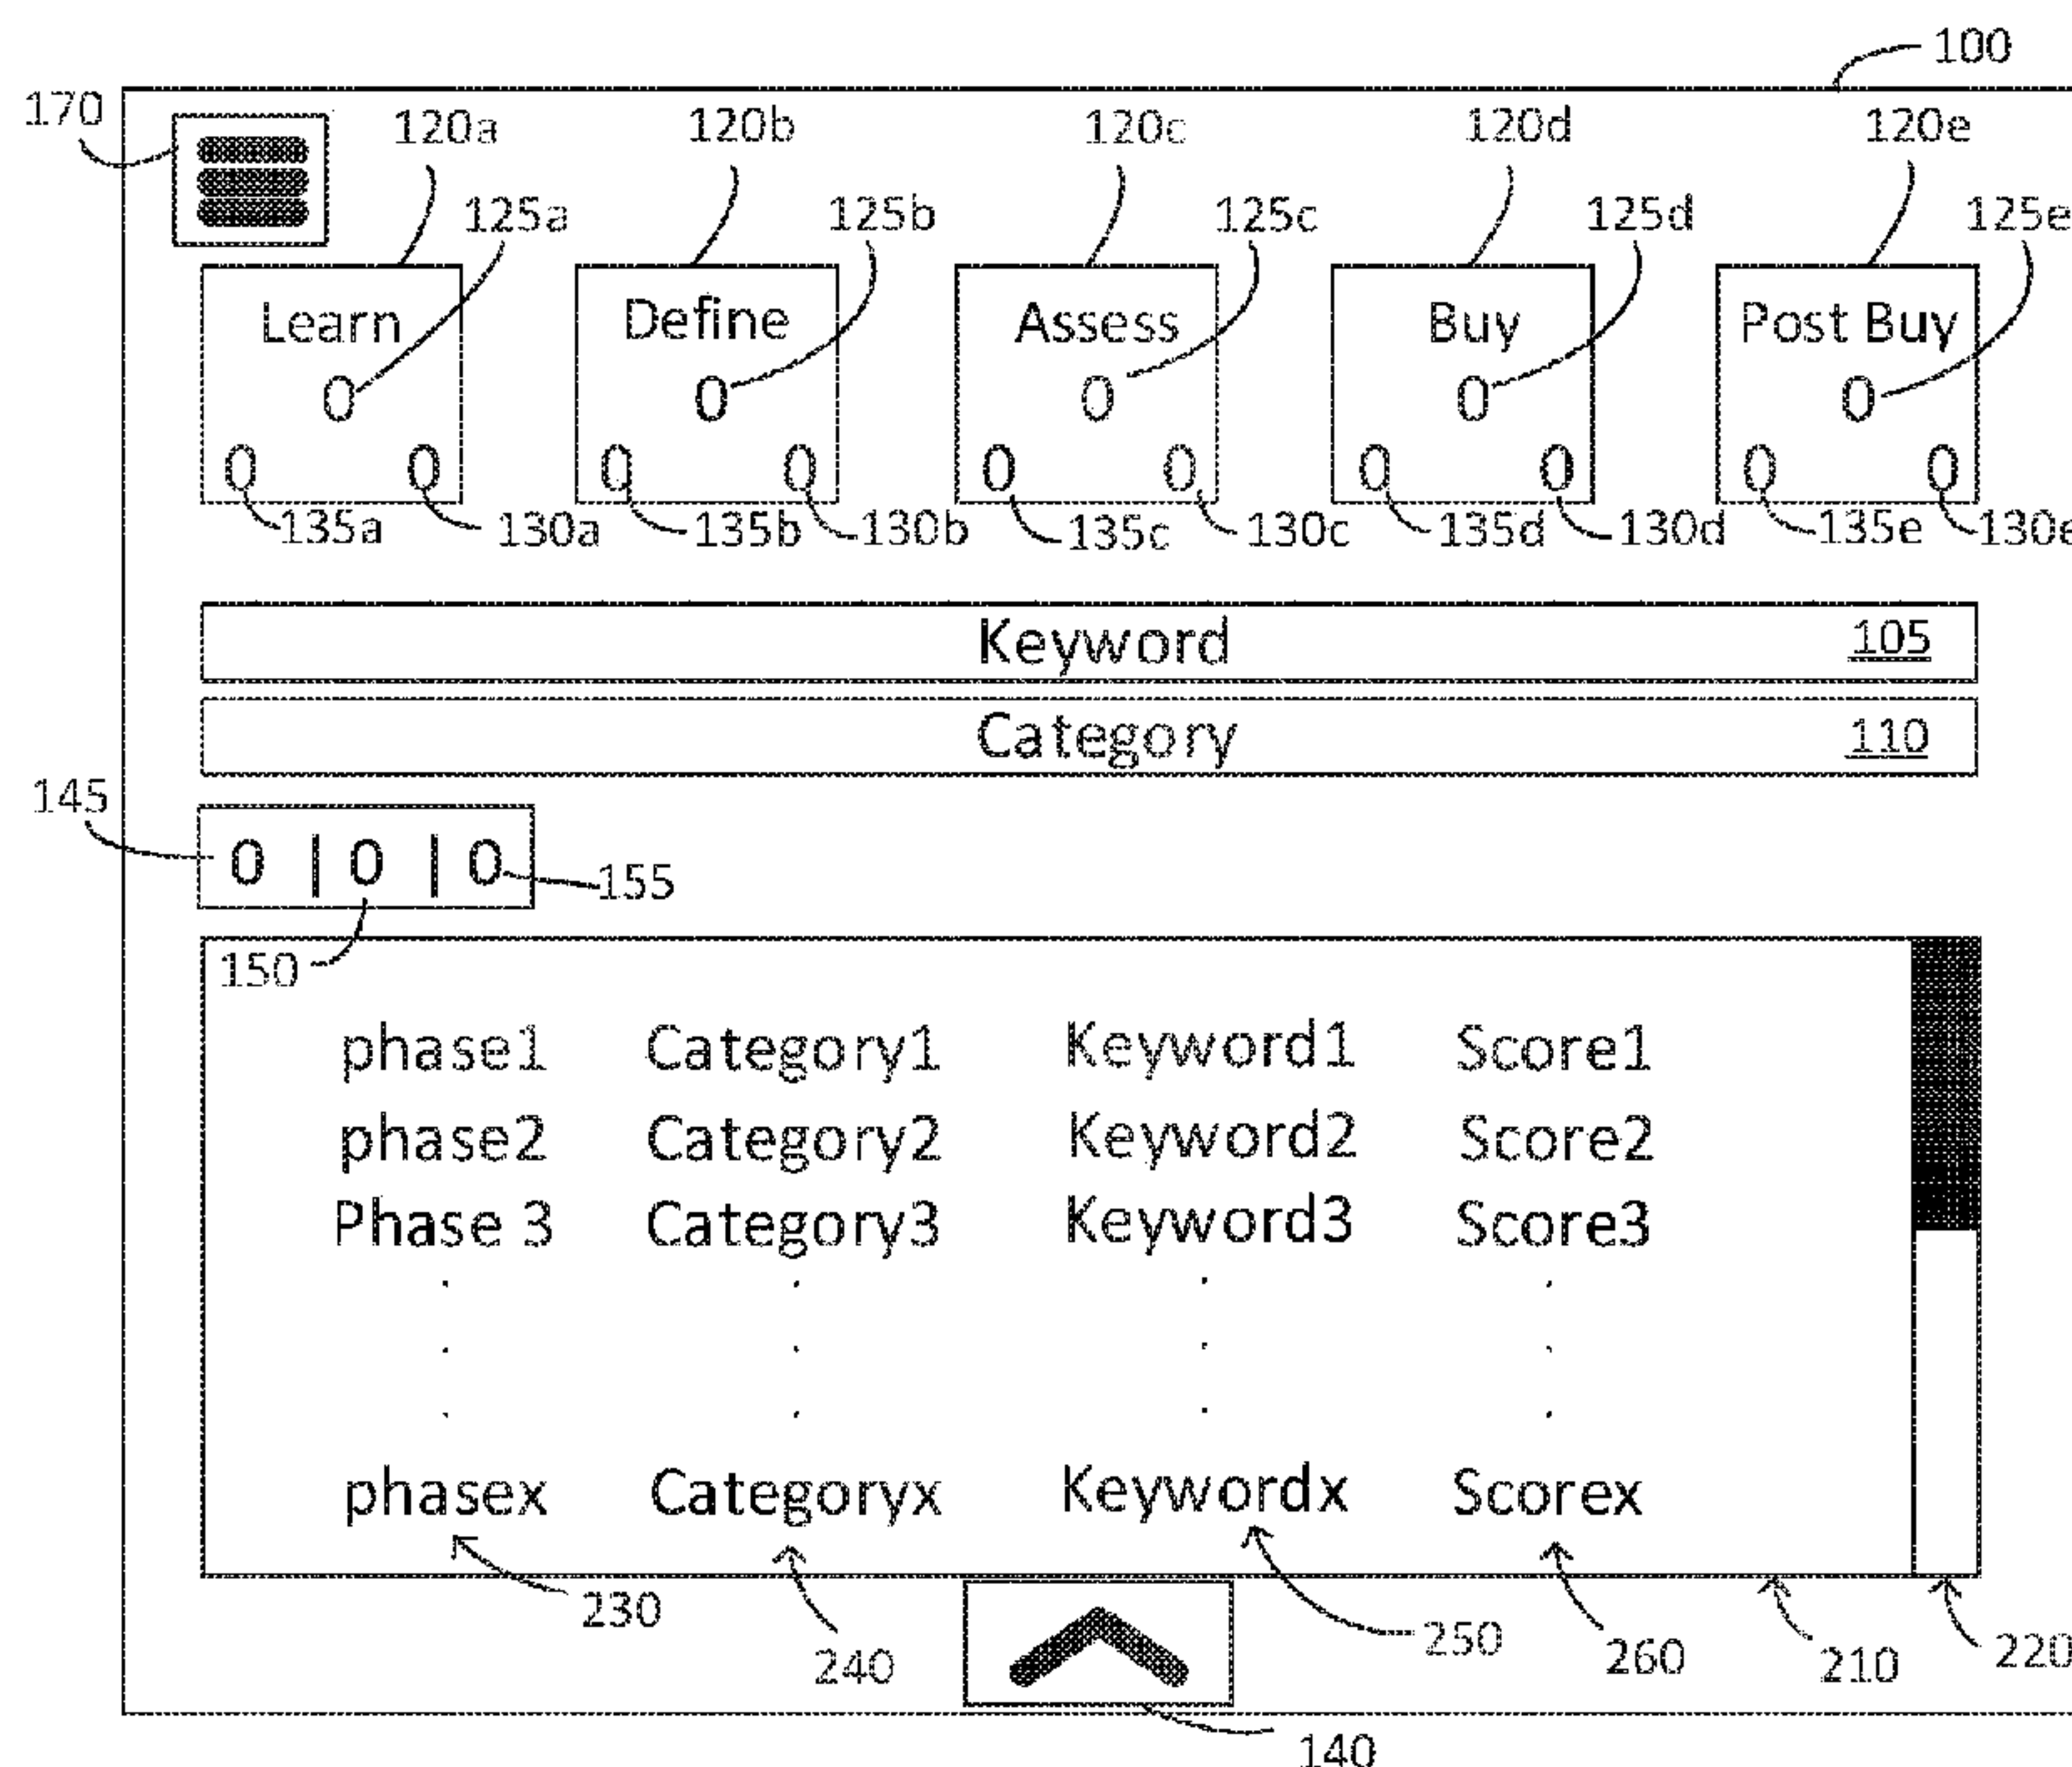 100
170
120a 120b 120c 120d 120e
125a 125b 125c 125d 125e
Learn Define Assess Buy Post Buy
0 0 0 0 0
0 0 0 0 0 0 0 0 0 0
135a 130a 135b 130b 135c 130c 135d 130d 135e 130e
Keyword 105
Category 110
145
0 | 0 | 0
155
150
phase1 Category1 Keyword1 Score1
phase2 Category2 Keyword2 Score2
Phase 3 Category3 Keyword3 Score3
. . . .
. . . .
. . . .
phasex Categoryx Keywordx Scorex
230 240 250 260 210 220
140